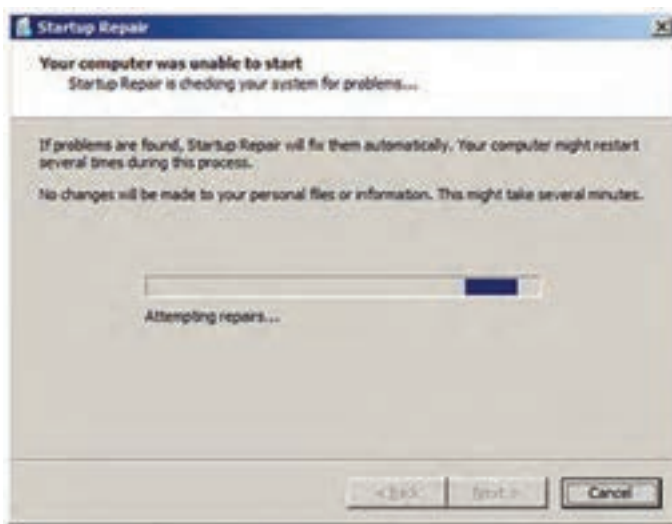 Startup Repair
Your computer was unable to start
Startup Repair is checking your system for problems...
If problems are found, Startup Repair will fix them automatically. Your computer might restart
several times during this process.
No changes will be made to your personal files or information. This might take several minutes.
Attempting repairs...
< Back Next > Cancel